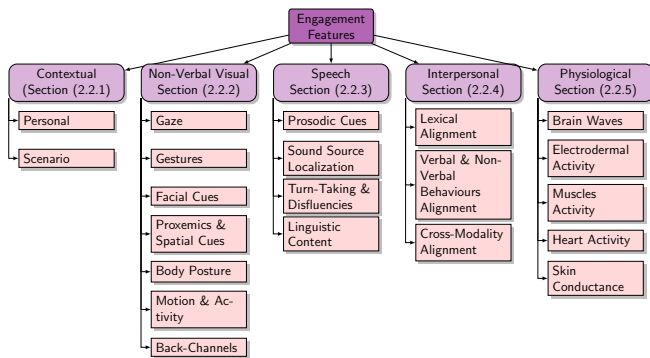 Engagement
Features
Contextual
(Section (2.2.1)
Personal
Scenario
Non-Verbal Visual
Section (2.2.2)
Gaze
Gestures
Facial Cues
Proxemics &
Spatial Cues
Body Posture
Motion & Ac-
tivity
Back-Channels
Speech
Section (2.2.3)
Prosodic Cues
Sound Source
Localization
Turn-Taking &
Disfluencies
Linguistic
Content
Interpersonal
Section (2.2.4)
Lexical
Alignment
Verbal & Non-
Verbal
Behaviours
Alignment
Cross-Modality
Alignment
Physiological
Section (2.2.5)
Brain Waves
Electrodermal
Activity
Muscles
Activity
Heart Activity
Skin
Conductance